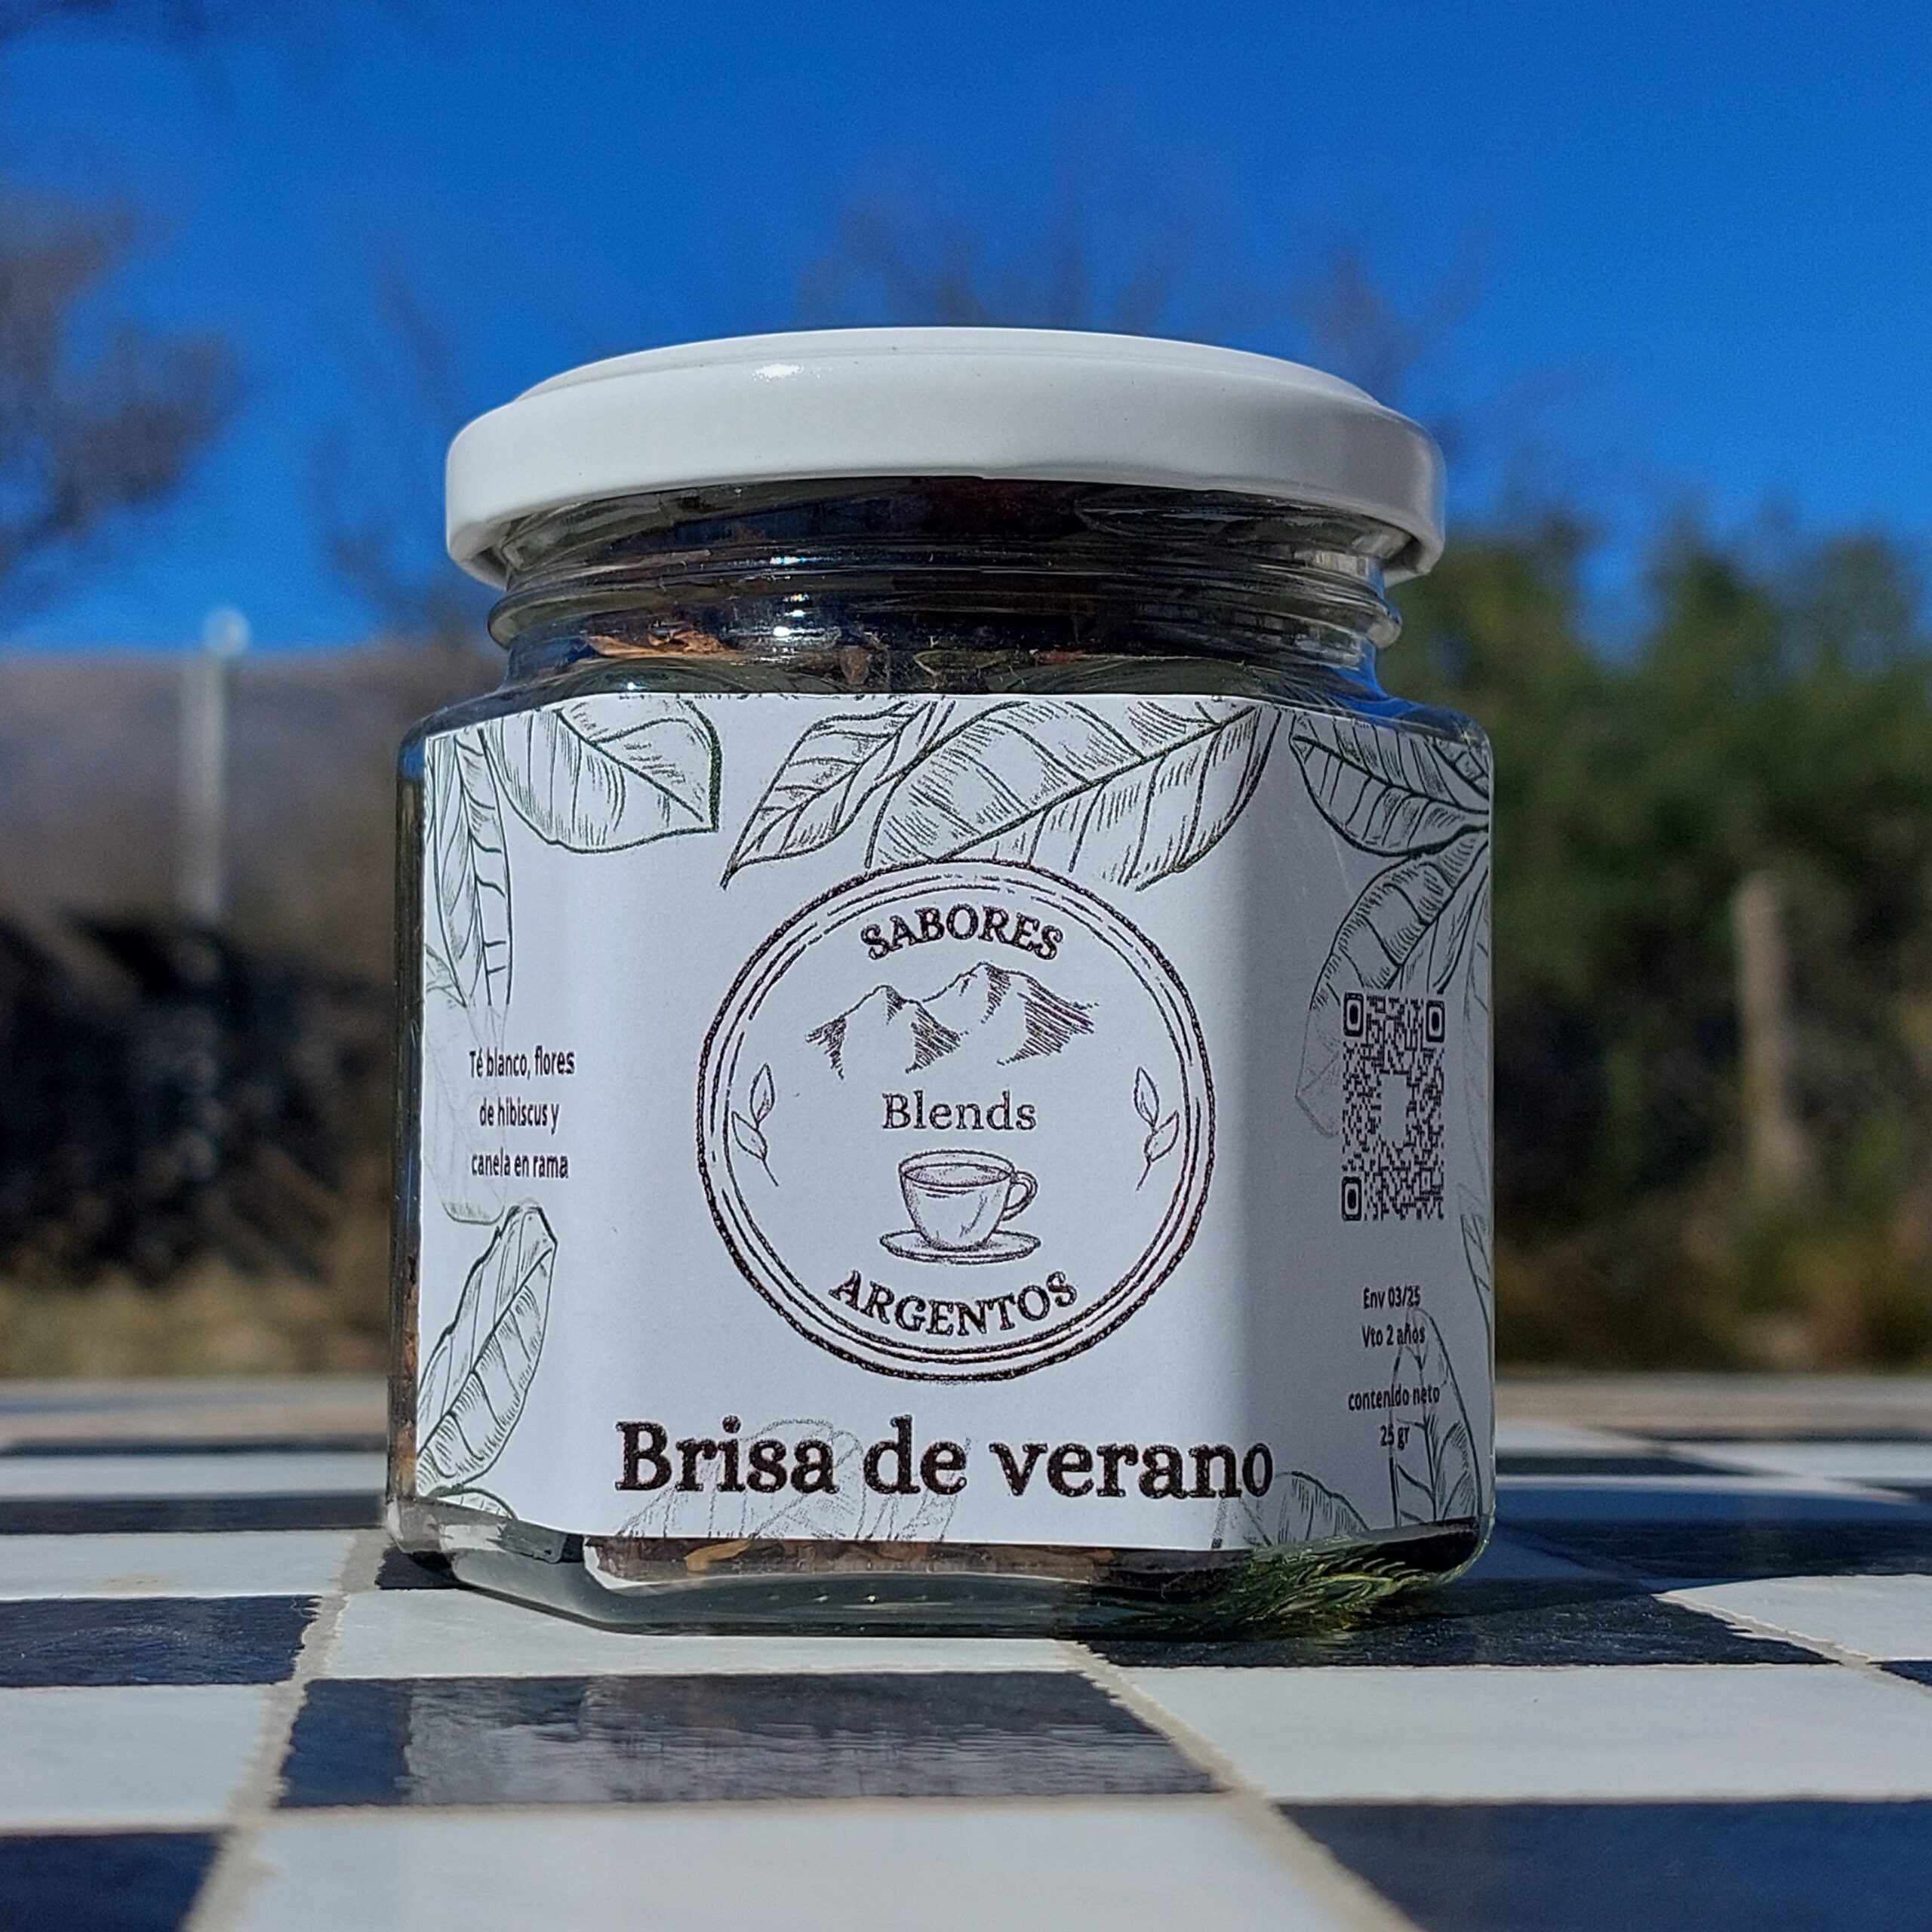 Té blanco, flores
de hibiscus y
canela en rama
SABORES
Blends
ARGENTOS
Brisa de verano
Env 03/25
Vto 2 años
contenido neto
25 gr